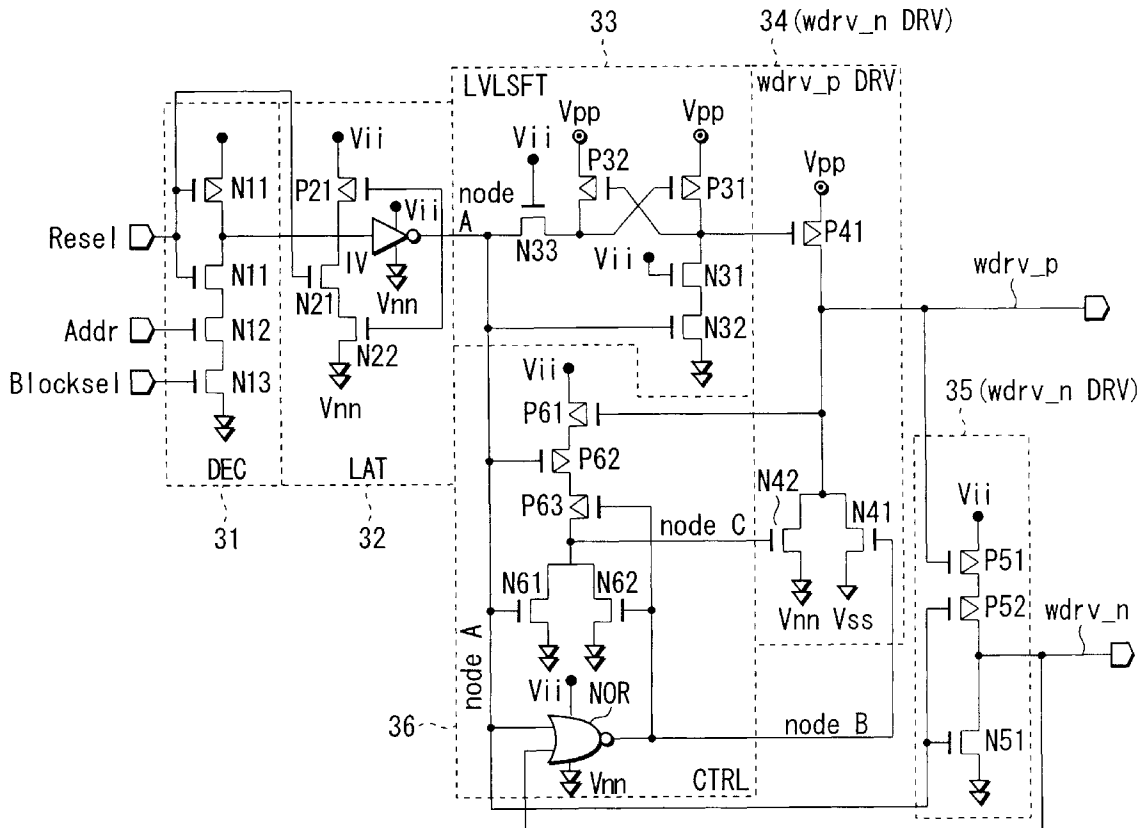 33
34(wdrv_n DRV)
LVLSFT
wdrv_p DRV
Vpp
Vpp
Vii
Vii
P32
Vpp
N11
P21
Vii
node
A
P31
Resel
IV
N33
Vii
P41
N11
N21
Vnn
N31
wdrv_p
Addr
N12
N22
N32
Blocksel
N13
Vnn
Vii
35(wdrv_n DRV)
P61
DEC
LAT
P62
N42
Vii
31
32
P63
node C
N41
P51
N61
N62
Vnn
Vss
P52
wdrv_n
node A
Vii
NOR
36
node B
N51
Vnn
CTRL